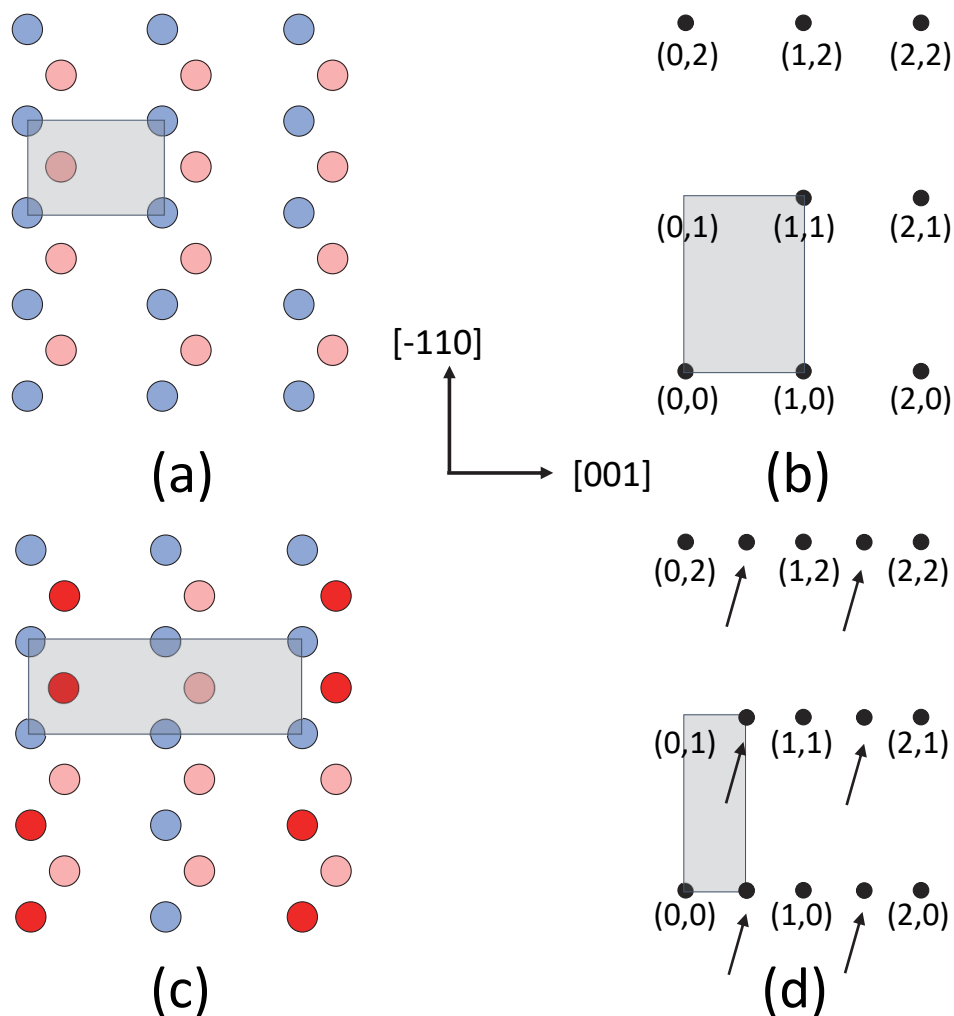 (0,2) (1,2) (2,2)
(0,1) (1,1) (2,1)
[-110]
(0,0) (1,0) (2,0)
(a) [001] (b)
(0,2) (1,2) (2,2)
(0,1) (1,1) (2,1)
(0,0) (1,0) (2,0)
(c) (d)